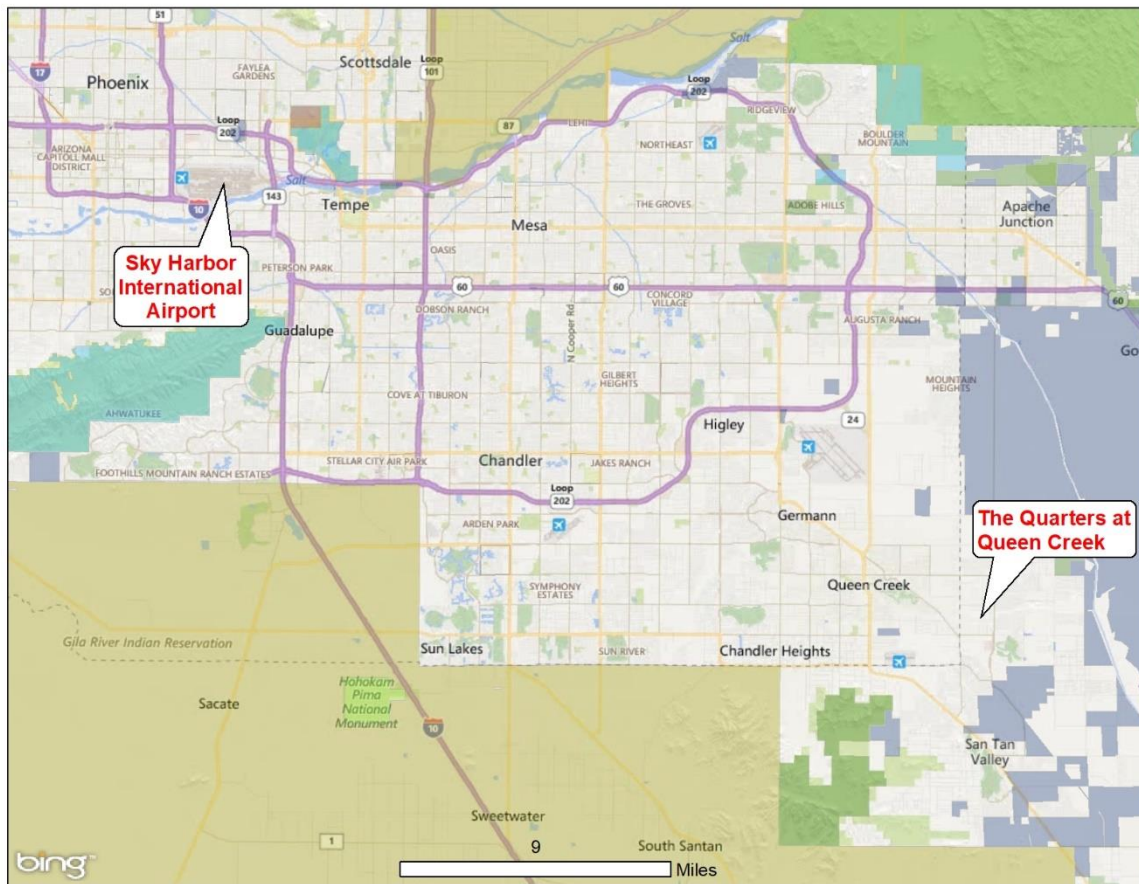 51
Scottsdale
Loop
101
Salt
17
FAYLEA
GARDENS
Phoenix
Loop
202
Loop
202
RIDGEVIEW
87
LEHI
ARIZONA
CAPITOLL MALL
DISTRICT
NORTHEAST
BOULDER
MOUNTAIN
Salt
10
143
Tempe
THE GROVES
ADOBE HILLS
Apache
Junction
Mesa
Sky Harbor
International
Airport
OASIS
PETERSON PARK
SO
60
60
CONCORD
VILLAGE
60
DOBSON RANCH
N Cooper Rd
AUGUSTA RANCH
Guadalupe
Go
GILBERT
HEIGHTS
MOUNTAIN
HEIGHTS
COVE AT TIBURON
AHWATUKEE
Higley
24
STELLAR CITY AIR PARK
Chandler
JAKES RANCH
FOOTHILLS MOUNTAIN RANCH ESTATES
Loop
202
ARDEN PARK
Germann
The Quarters at
Queen Creek
SYMPHONY
ESTATES
Queen Creek
Gila River Indian Reservation
Sun Lakes
SUN RIVER
Chandler Heights
Hohokam
Pima
National
Monument
Sacate
10
San Tan
Valley
Sweetwater
1
9
South Santan
Miles
bing